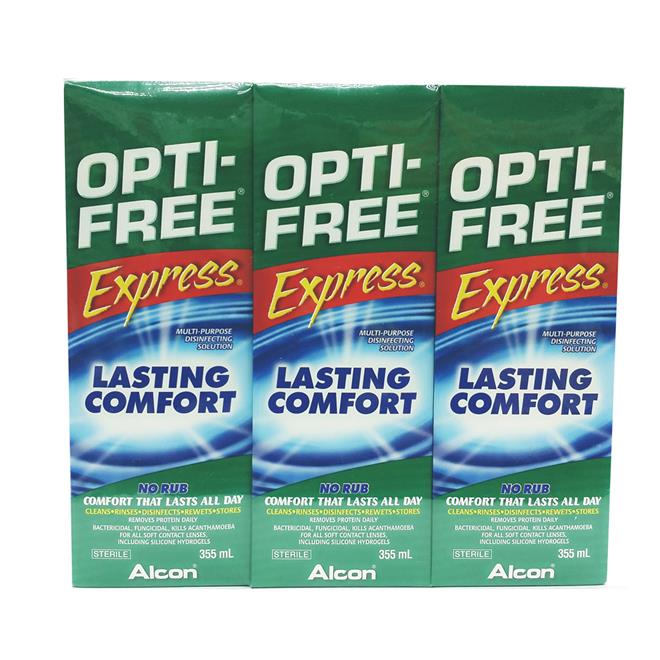 OPTI-
FREE®
Express®
MULTI-PURPOSE
DISINFECTING
SOLUTION
LASTING
COMFORT
NO RUB
COMFORT THAT LASTS ALL DAY
CLEANS•RINSES•DISINFECTS•REWETS•STORES
REMOVES PROTEIN DAILY
BACTERICIDAL, FUNGICIDAL, KILLS ACANTHAMOEBA
FOR ALL SOFT CONTACT LENSES,
INCLUDING SILICONE HYDROGELS
STERILE 355 mL
Alcon®
OPTI-
FREE®
Express®
MULTI-PURPOSE
DISINFECTING
SOLUTION
LASTING
COMFORT
NO RUB
COMFORT THAT LASTS ALL DAY
CLEANS•RINSES•DISINFECTS•REWETS•STORES
REMOVES PROTEIN DAILY
BACTERICIDAL, FUNGICIDAL, KILLS ACANTHAMOEBA
FOR ALL SOFT CONTACT LENSES,
INCLUDING SILICONE HYDROGELS
STERILE 355 mL
Alcon®
OPTI-
FREE®
Express®
MULTI-PURPOSE
DISINFECTING
SOLUTION
LASTING
COMFORT
NO RUB
COMFORT THAT LASTS ALL DAY
CLEANS•RINSES•DISINFECTS•REWETS•STORES
REMOVES PROTEIN DAILY
BACTERICIDAL, FUNGICIDAL, KILLS ACANTHAMOEBA
FOR ALL SOFT CONTACT LENSES,
INCLUDING SILICONE HYDROGELS
STERILE 355 mL
Alcon®